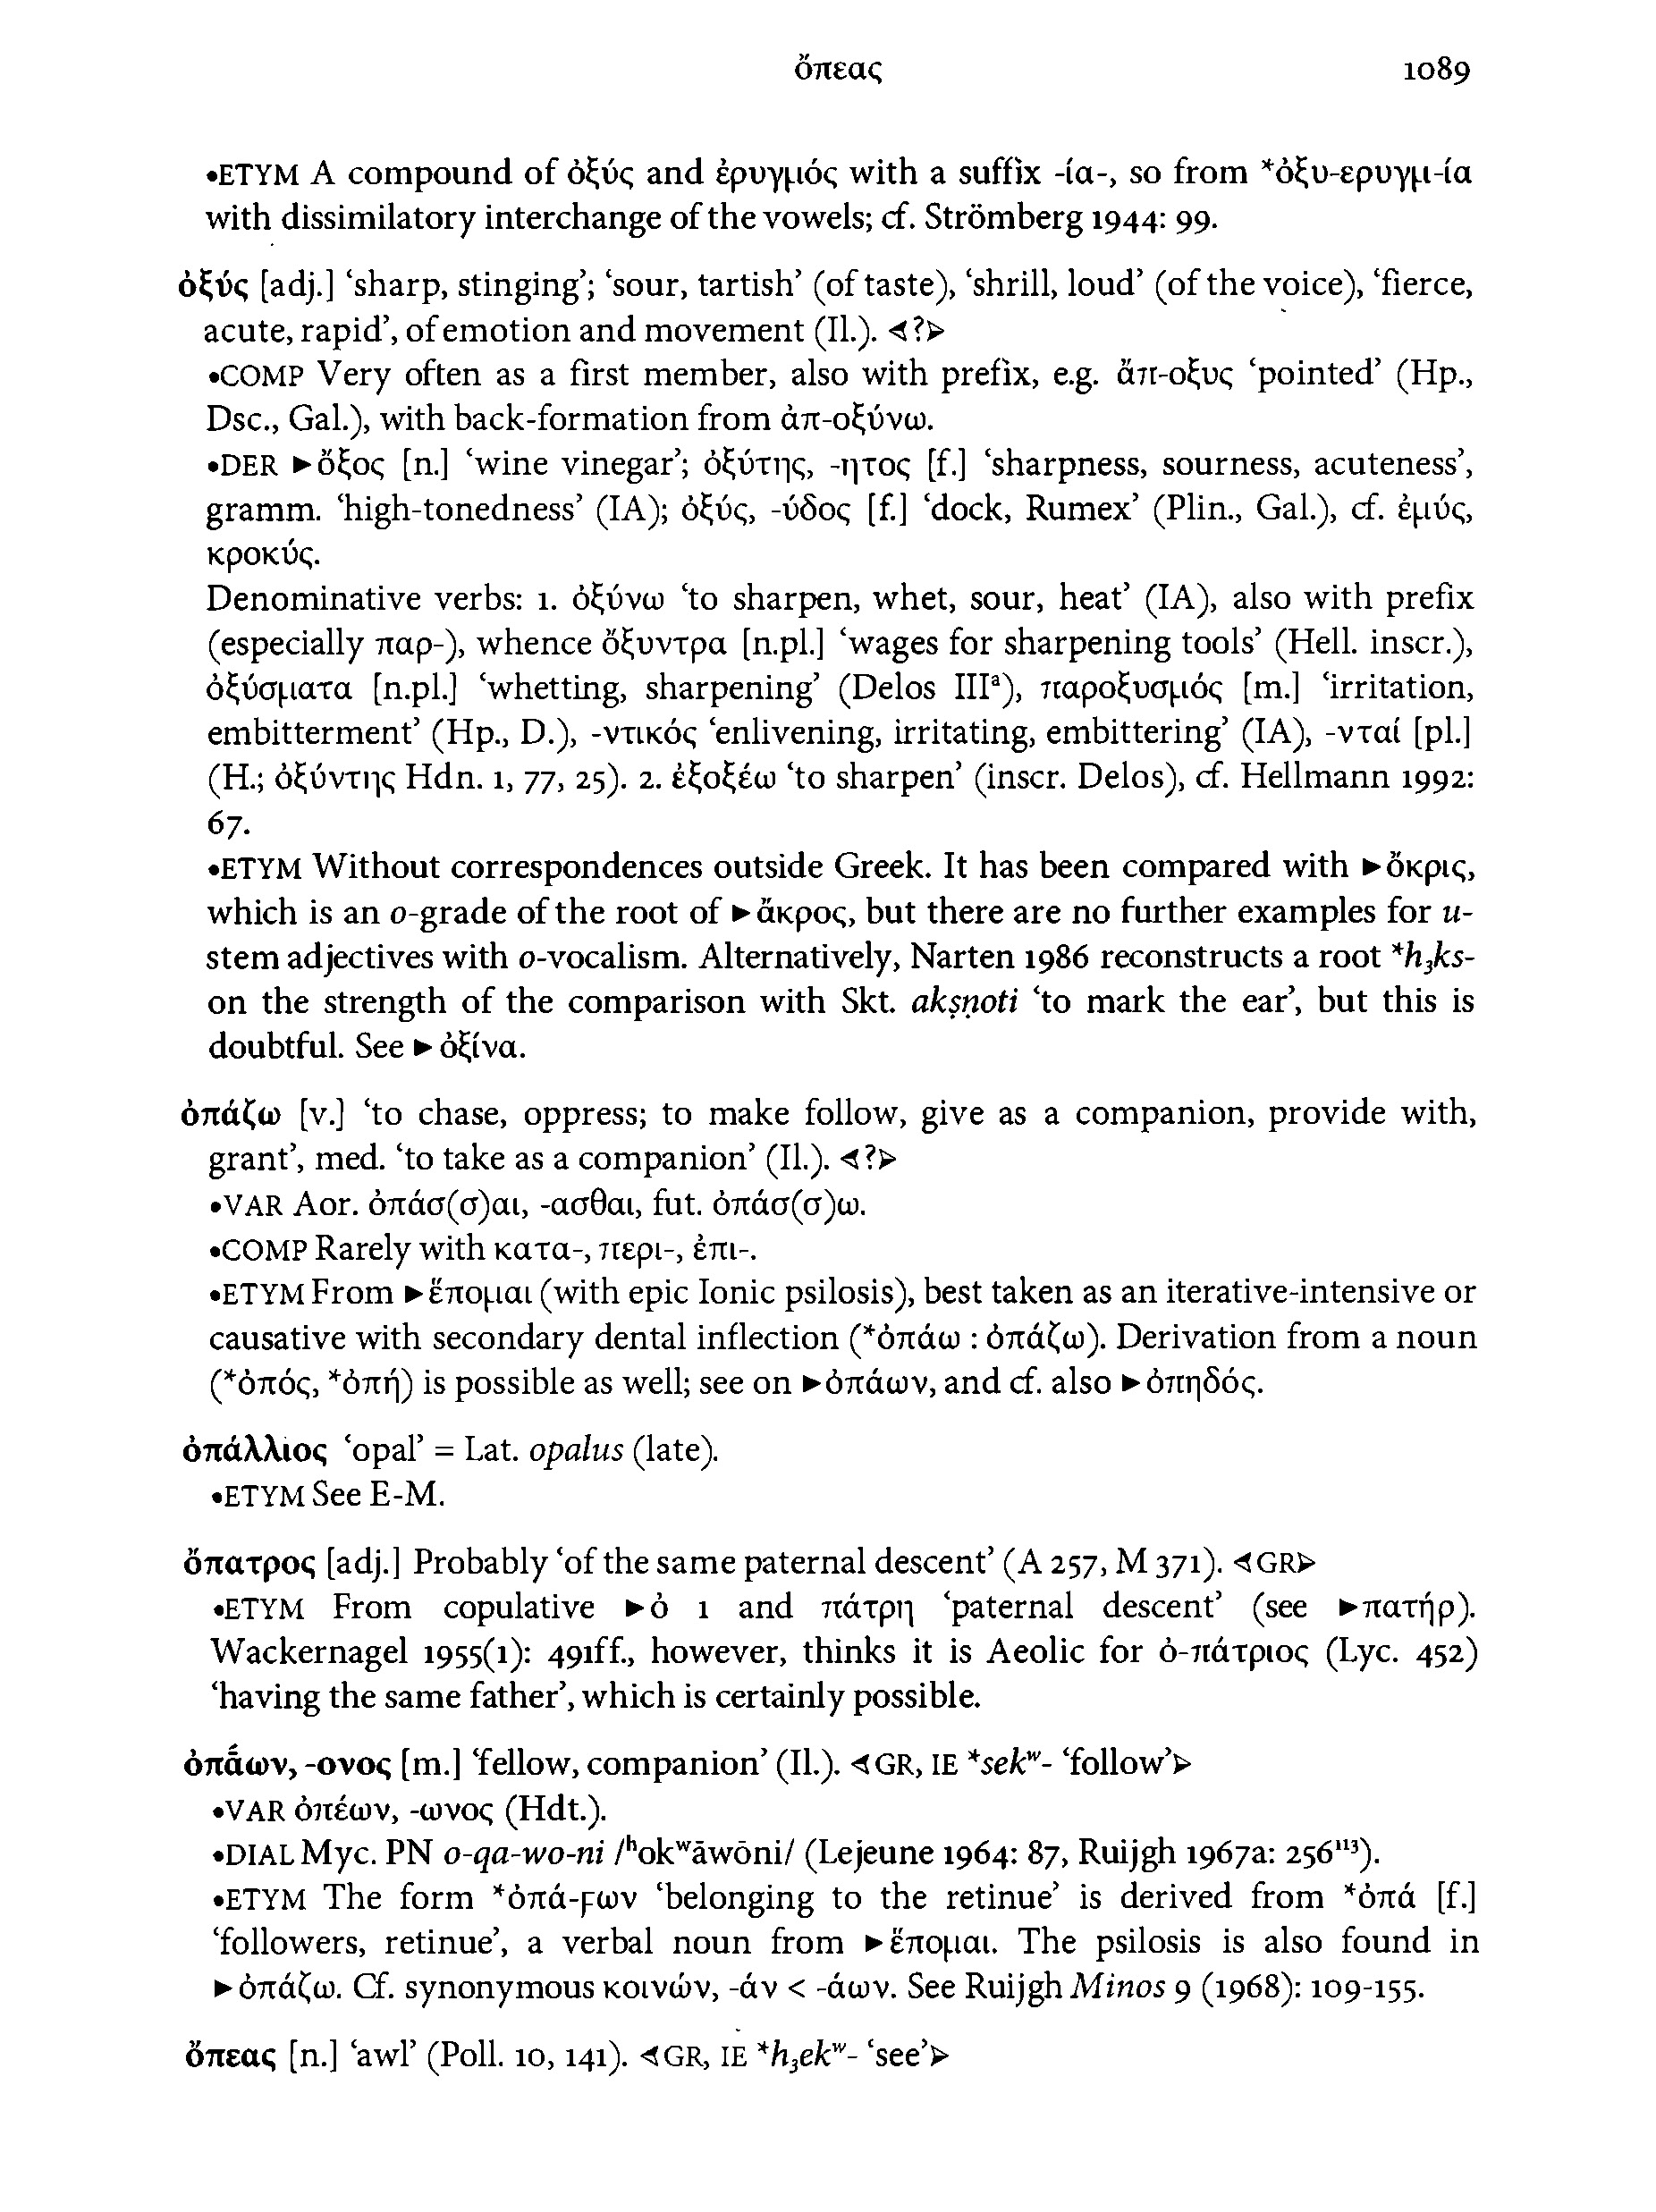 ὄπεας 1089
•ETYM A compound of ὀξύς and ἐρυγμός with a suffix -ία-, so from *ὀξυ-ερυγμ-ία
with dissimilatory interchange of the vowels; cf. Strömberg 1944: 99.
ὀξύς [adj.] ‘sharp, stinging’; ‘sour, tartish’ (of taste), ‘shrill, loud’ (of the voice), ‘fierce,
acute, rapid’, of emotion and movement (Il.). ⊲?⊳
•COMP Very often as a first member, also with prefix, e.g. ἄπ-οξυς ‘pointed’ (Hp.,
Dsc., Gal.), with back-formation from ἀπ-οξύνω.
•DER ►ὄξος [n.] ‘wine vinegar’; ὀξύτης, -ητος [f.] ‘sharpness, sourness, acuteness’,
gramm. ‘high-tonedness’ (IA); ὀξύς, -ύδος [f.] ‘dock, Rumex’ (Plin., Gal.), cf. ἐμύς,
κροκύς.
Denominative verbs: 1. ὀξύνω ‘to sharpen, whet, sour, heat’ (IA), also with prefix
(especially παρ-), whence ὄξυντρα [n.pl.] ‘wages for sharpening tools’ (Hell. inscr.),
ὀξύσματα [n.pl.] ‘whetting, sharpening’ (Delos IIIᵃ), παροξυσμός [m.] ‘irritation,
embitterment’ (Hp., D.), -ντικός ‘enlivening, irritating, embittering’ (IA), -νταί [pl.]
(H.; ὀξύντης Hdn. 1, 77, 25). 2. ἐξοξέω ‘to sharpen’ (inscr. Delos), cf. Hellmann 1992:
67.
•ETYM Without correspondences outside Greek. It has been compared with ►ὄκρις,
which is an o-grade of the root of ►ἄκρος, but there are no further examples for u-
stem adjectives with o-vocalism. Alternatively, Narten 1986 reconstructs a root *h₃ks-
on the strength of the comparison with Skt. akṣṇoti ‘to mark the ear’, but this is
doubtful. See ►ὀξίνα.
ὀπάζω [v.] ‘to chase, oppress; to make follow, give as a companion, provide with,
grant’, med. ‘to take as a companion’ (Il.). ⊲?⊳
•VAR Aor. ὀπάσ(σ)αι, -ασθαι, fut. ὀπάσ(σ)ω.
•COMP Rarely with κατα-, περι-, ἐπι-.
•ETYM From ►ἕπομαι (with epic Ionic psilosis), best taken as an iterative-intensive or
causative with secondary dental inflection (*ὀπάω : ὀπάζω). Derivation from a noun
(*ὀπός, *ὀπή) is possible as well; see on ►ὀπάων, and cf. also ►ὀπηδός.
ὀπάλλιος ‘opal’ = Lat. opalus (late).
•ETYM See E-M.
ὄπατρος [adj.] Probably ‘of the same paternal descent’ (Λ 257, M 371). ⊲GR⊳
•ETYM From copulative ►ὀ 1 and πάτρη ‘paternal descent’ (see ►πατήρ).
Wackernagel 1955(1): 491ff., however, thinks it is Aeolic for ὀ-πάτριος (Lyc. 452)
‘having the same father’, which is certainly possible.
ὀπᾱ́ων, -ονος [m.] ‘fellow, companion’ (Il.). ⊲GR, IE *sekʷ- ‘follow’⊳
•VAR ὀπέων, -ωνος (Hdt.).
•DIAL Myc. PN o-qa-wo-ni /ʰokʷāwōni/ (Lejeune 1964: 87, Ruijgh 1967a: 256¹¹³).
•ETYM The form *ὀπά-ϝων ‘belonging to the retinue’ is derived from *ὀπά [f.]
‘followers, retinue’, a verbal noun from ►ἕπομαι. The psilosis is also found in
►ὀπάζω. Cf. synonymous κοινών, -άν < -άων. See Ruijgh Minos 9 (1968): 109-155.
ὄπεας [n.] ‘awl’ (Poll. 10, 141). ⊲GR, IE *h₃ekʷ- ‘see’⊳